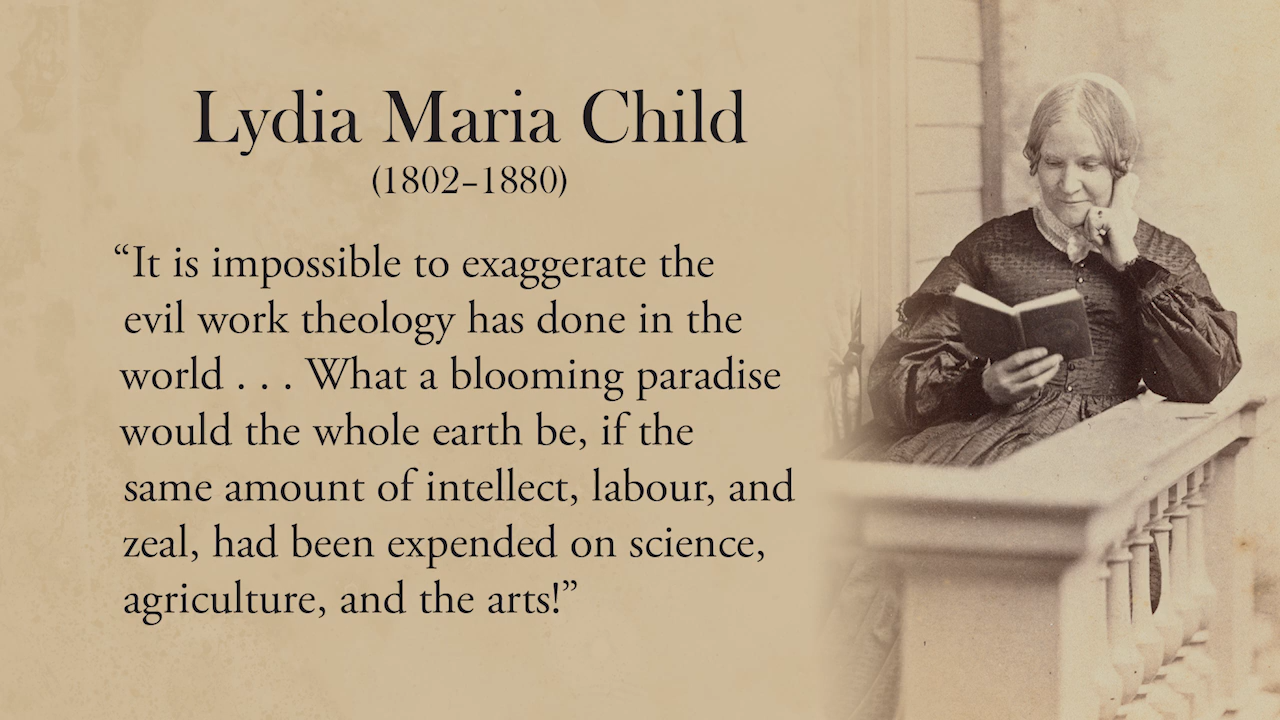 Lydia Maria Child
(1802–1880)
“It is impossible to exaggerate the
evil work theology has done in the
world . . . What a blooming paradise
would the whole earth be, if the
same amount of intellect, labour, and
zeal, had been expended on science,
agriculture, and the arts!”